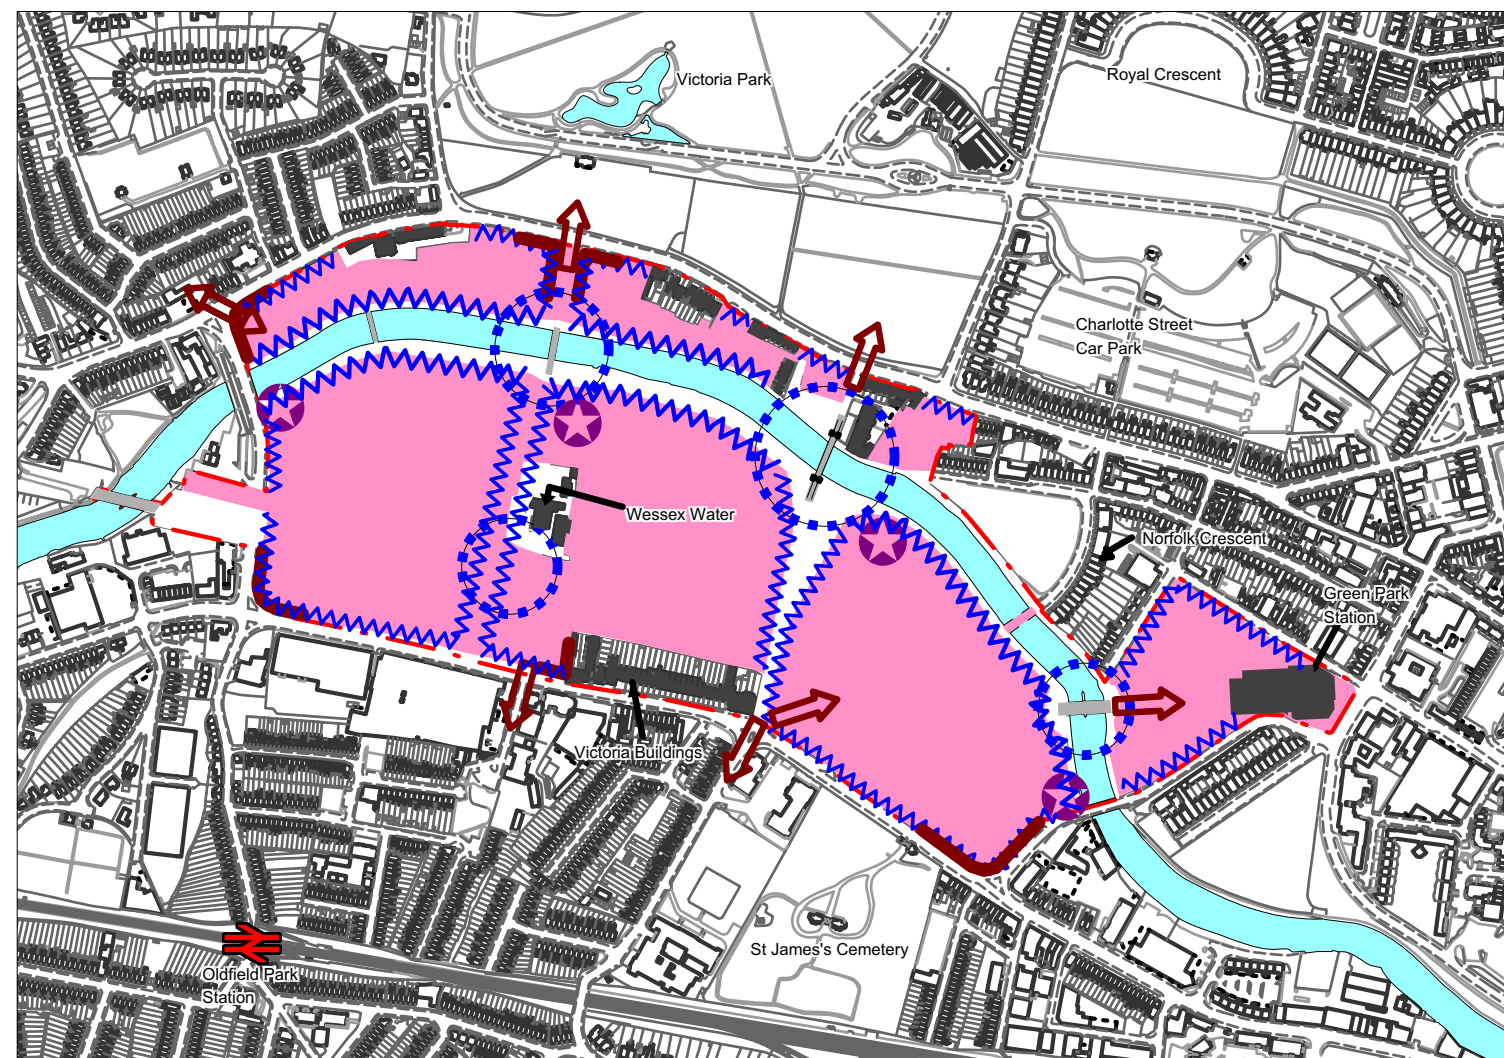 Victoria Park
Royal Crescent
Charlotte Street
Car Park
Wessex Water
Norfolk Crescent
Green Park
Station
Victoria Buildings
St James's Cemetery
Oldfield Park
Station